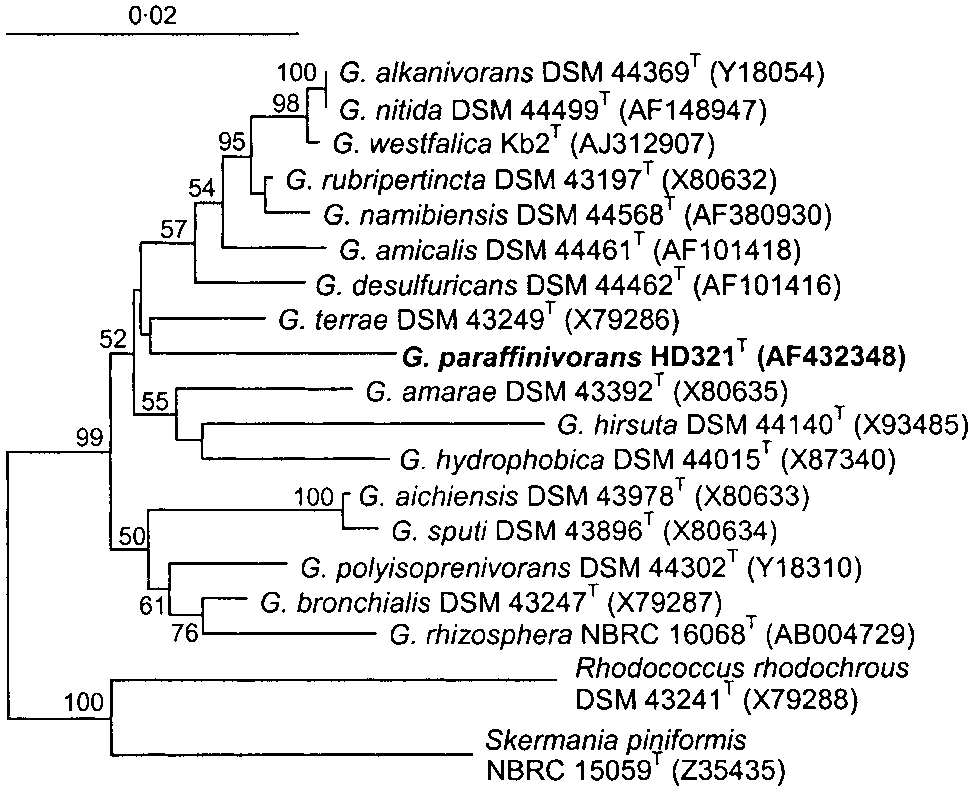 0·02
100 G. alkanivorans DSM 44369T (Y18054)
98 G. nitida DSM 44499T (AF148947)
95 G. westfalica Kb2T (AJ312907)
G. rubripertincta DSM 43197T (X80632)
54
G. namibiensis DSM 44568T (AF380930)
57
G. amicalis DSM 44461T (AF101418)
G. desulfuricans DSM 44462T (AF101416)
G. terrae DSM 43249T (X79286)
52
G. paraffinivorans HD321T (AF432348)
G. amarae DSM 43392T (X80635)
55
G. hirsuta DSM 44140T (X93485)
99
G. hydrophobica DSM 44015T (X87340)
100 G. aichiensis DSM 43978T (X80633)
G. sputi DSM 43896T (X80634)
50
G. polyisoprenivorans DSM 44302T (Y18310)
61 G. bronchialis DSM 43247T (X79287)
76 G. rhizosphera NBRC 16068T (AB004729)
Rhodococcus rhodochrous
100 DSM 43241T (X79288)
Skermania piniformis
NBRC 15059T (Z35435)